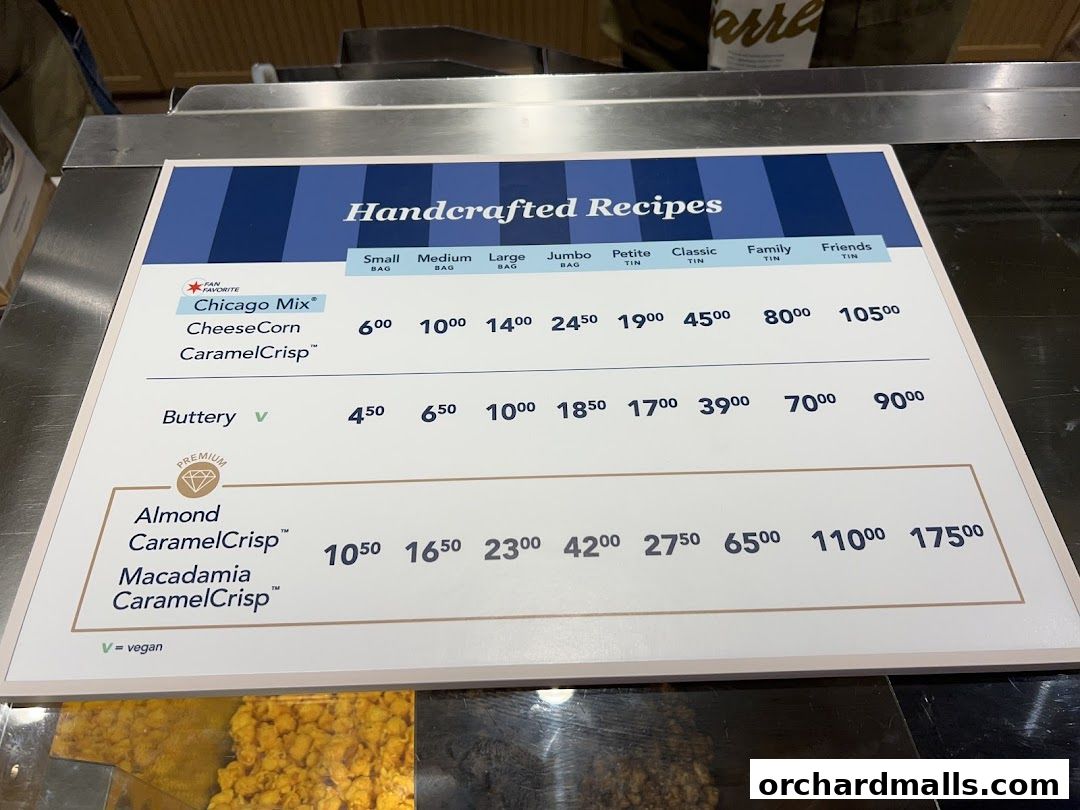 arre
Handcrafted Recipes
Small Medium Large Jumbo Petite Classic Family Friends
BAG BAG BAG BAG TIN TIN TIN TIN
FAN
FAVORITE
Chicago Mix®
CheeseCorn
CaramelCrisp™
6⁰⁰ 10⁰⁰ 14⁰⁰ 24⁵⁰ 19⁰⁰ 45⁰⁰ 80⁰⁰ 105⁰⁰
Buttery V 4⁵⁰ 6⁵⁰ 10⁰⁰ 18⁵⁰ 17⁰⁰ 39⁰⁰ 70⁰⁰ 90⁰⁰
PREMIUM
Almond
CaramelCrisp™
Macadamia
CaramelCrisp™
10⁵⁰ 16⁵⁰ 23⁰⁰ 42⁰⁰ 27⁵⁰ 65⁰⁰ 110⁰⁰ 175⁰⁰
V = vegan
orchardmalls.com